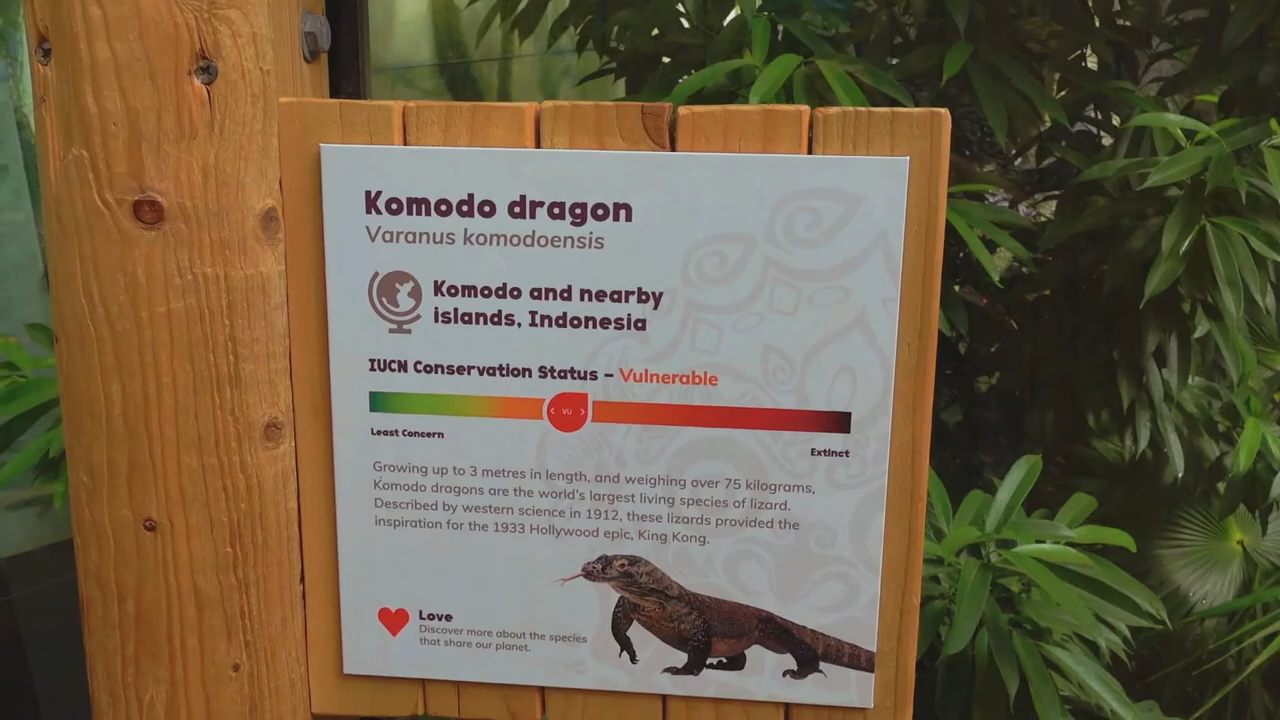 Komodo dragon
Varanus komodoensis
Komodo and nearby
islands, Indonesia
IUCN Conservation Status – Vulnerable
< VU >
Least Concern
Extinct
Growing up to 3 metres in length, and weighing over 75 kilograms,
Komodo dragons are the world's largest living species of lizard.
Described by western science in 1912, these lizards provided the
inspiration for the 1933 Hollywood epic, King Kong.
Love
Discover more about the species
that share our planet.